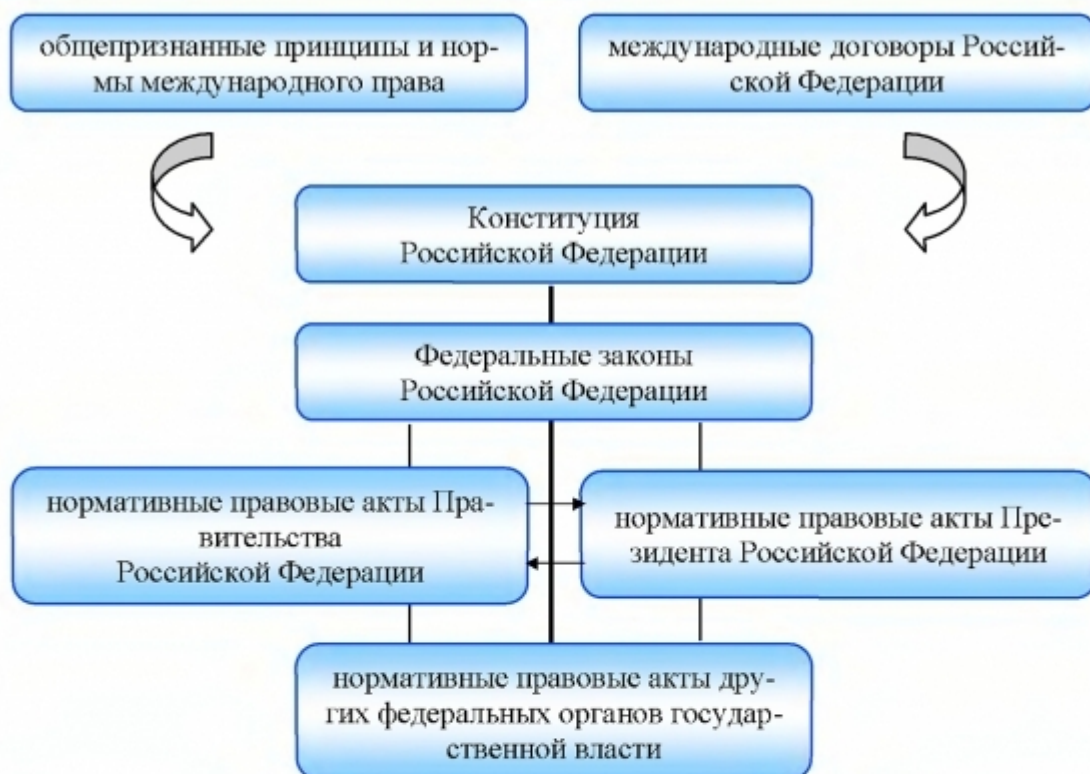 общепризнанные принципы и нор-
мы международного права
международные договоры Россий-
ской Федерации
Конституция
Российской Федерации
Федеральные законы
Российской Федерации
нормативные правовые акты Пра-
вительства
Российской Федерации
нормативные правовые акты Пре-
зидента Российской Федерации
нормативные правовые акты дру-
гих федеральных органов государ-
ственной власти